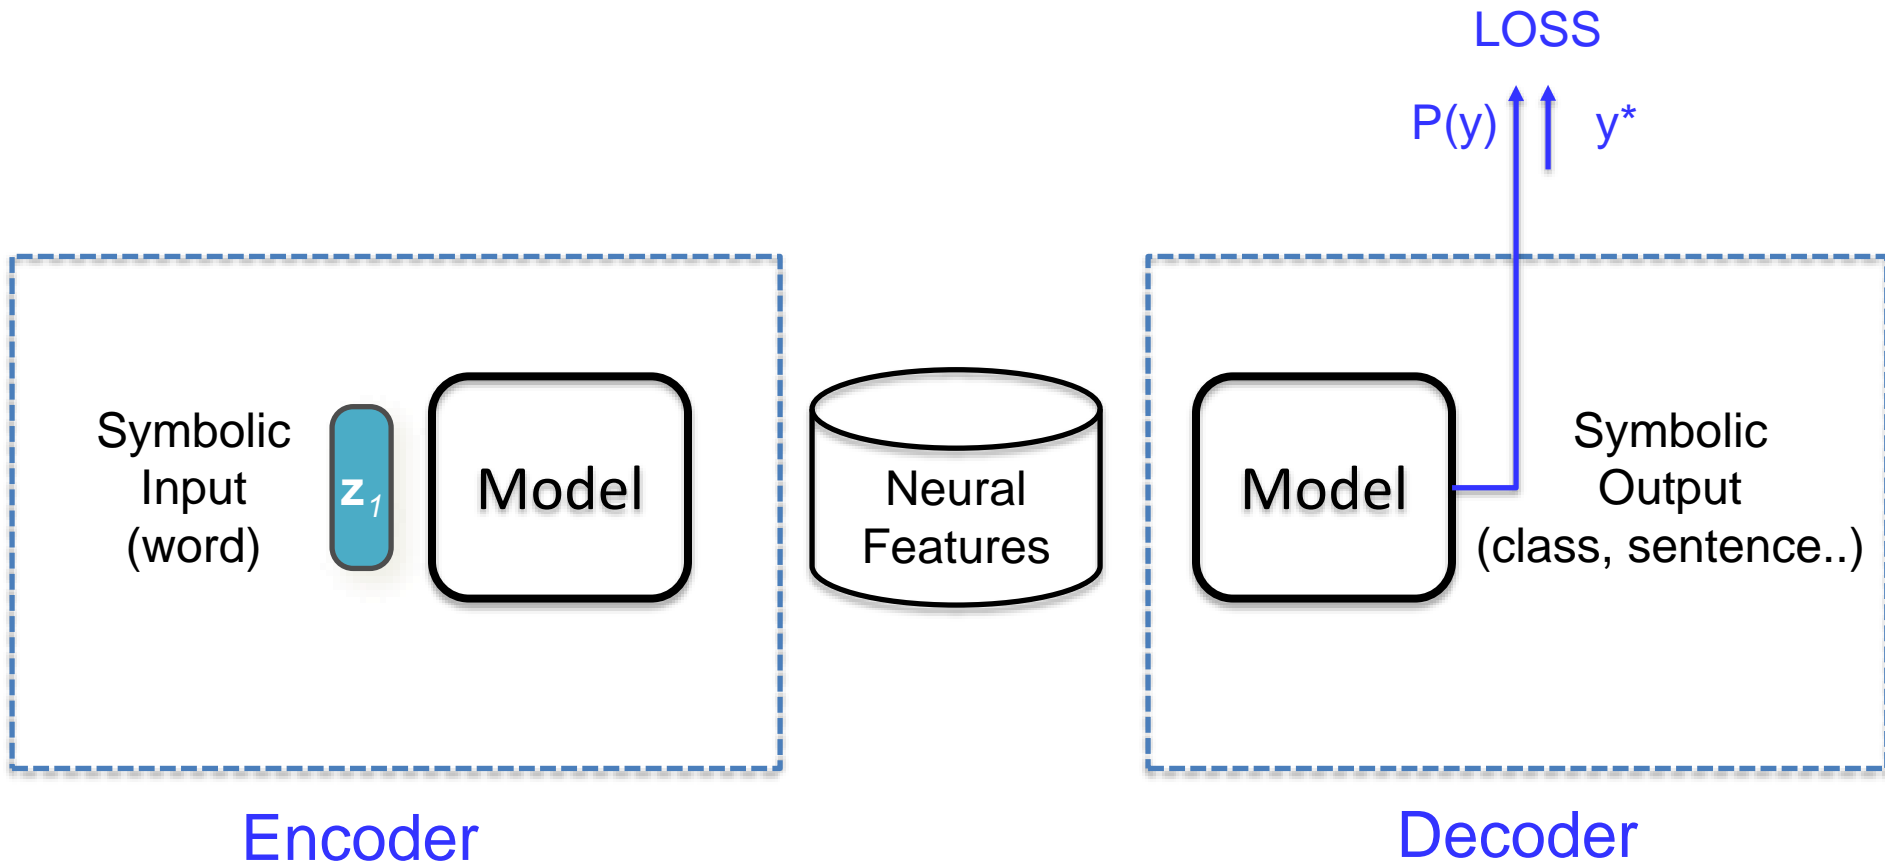 LOSS
P(y) y*
Symbolic
Input
(word)
z1
Model
Neural
Features
Model
Symbolic
Output
(class, sentence..)
Encoder
Decoder